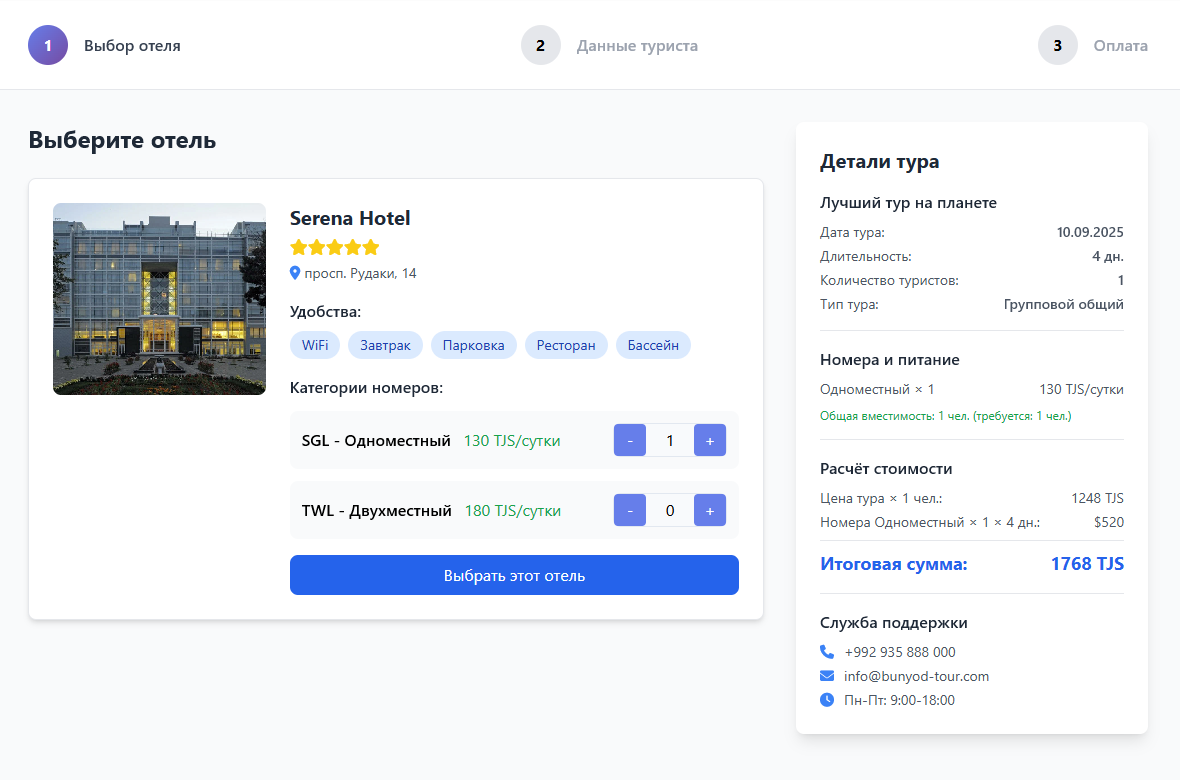 1 Выбор отеля 2 Данные туриста 3 Оплата
Выберите отель
Serena Hotel
просп. Рудаки, 14
Удобства:
WiFi Завтрак Парковка Ресторан Бассейн
Категории номеров:
SGL - Одноместный 130 TJS/сутки - 1 +
TWL - Двухместный 180 TJS/сутки - 0 +
Выбрать этот отель
Детали тура
Лучший тур на планете
Дата тура: 10.09.2025
Длительность: 4 дн.
Количество туристов: 1
Тип тура: Групповой общий
Номера и питание
Одноместный × 1 130 TJS/сутки
Общая вместимость: 1 чел. (требуется: 1 чел.)
Расчёт стоимости
Цена тура × 1 чел.: 1248 TJS
Номера Одноместный × 1 × 4 дн.: $520
Итоговая сумма: 1768 TJS
Служба поддержки
+992 935 888 000
info@bunyod-tour.com
Пн-Пт: 9:00-18:00